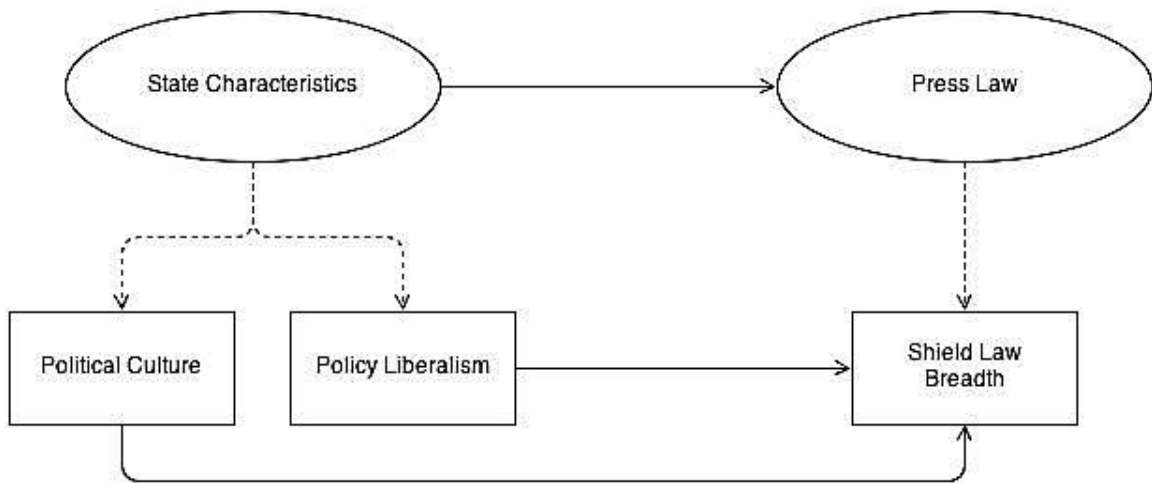 State Characteristics
Press Law
Political Culture
Policy Liberalism
Shield Law
Breadth